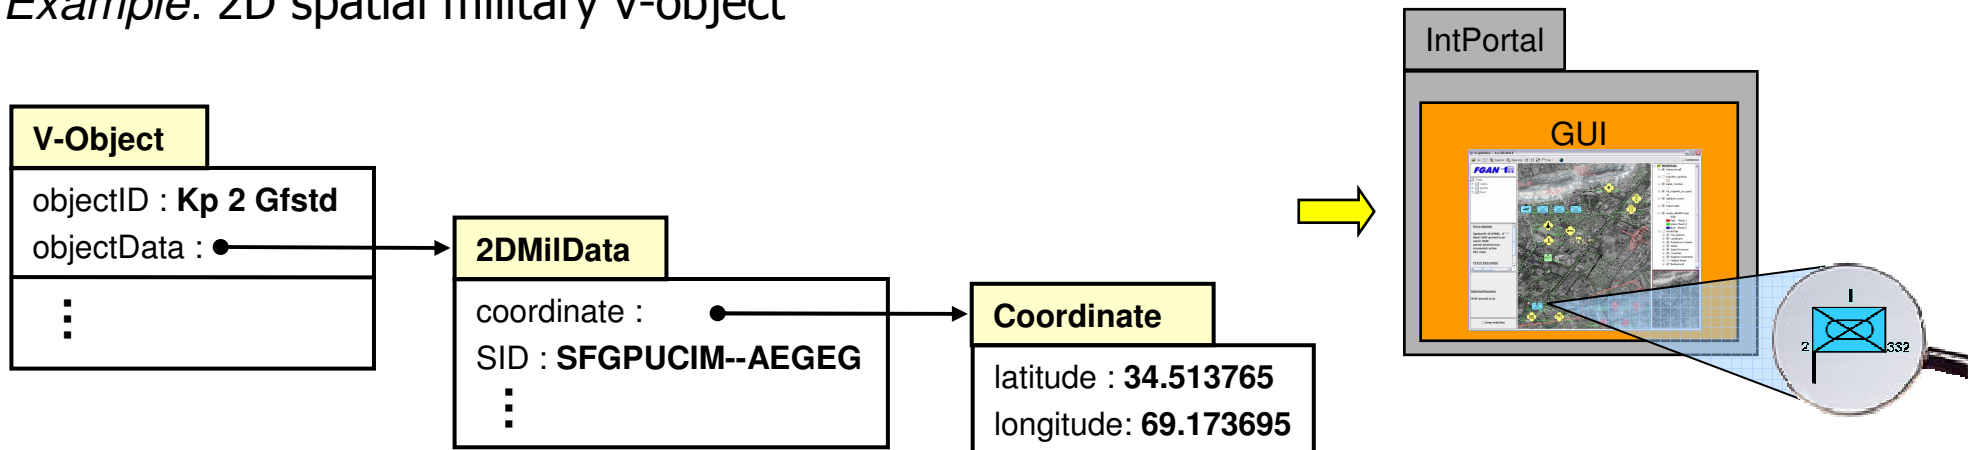 Example: 2D spatial military v-object
IntPortal
GUI
FGAN
V-Object
objectID : Kp 2 Gfstd
objectData :
2DMilData
coordinate :
SID : SFGPUCIM--AEGEG
Coordinate
latitude : 34.513765
longitude: 69.173695
I
2
332